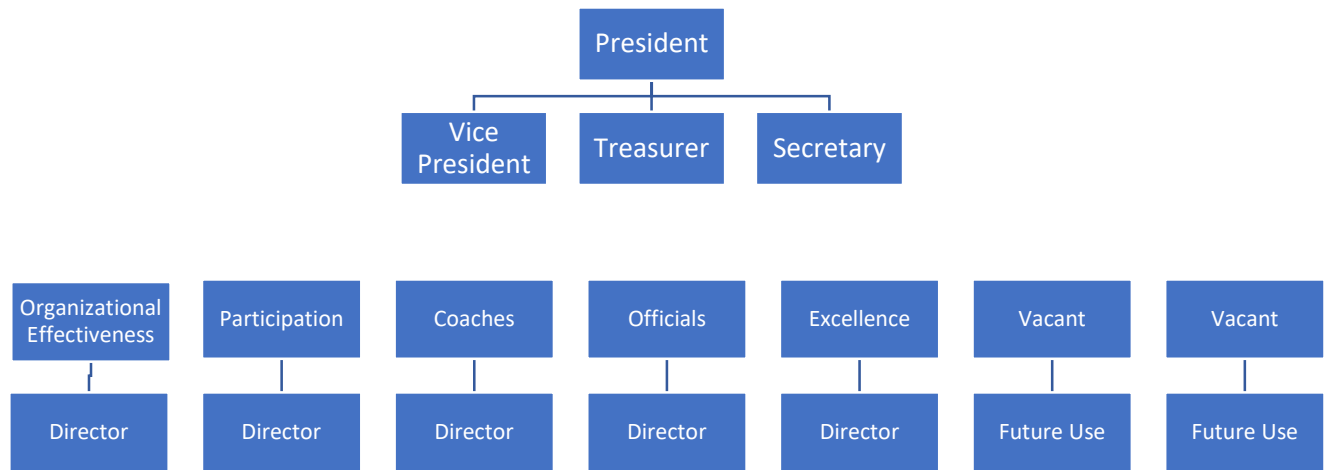 President
Vice
President
Treasurer
Secretary
Organizational
Effectiveness
Participation
Coaches
Officials
Excellence
Vacant
Vacant
Director
Director
Director
Director
Director
Future Use
Future Use